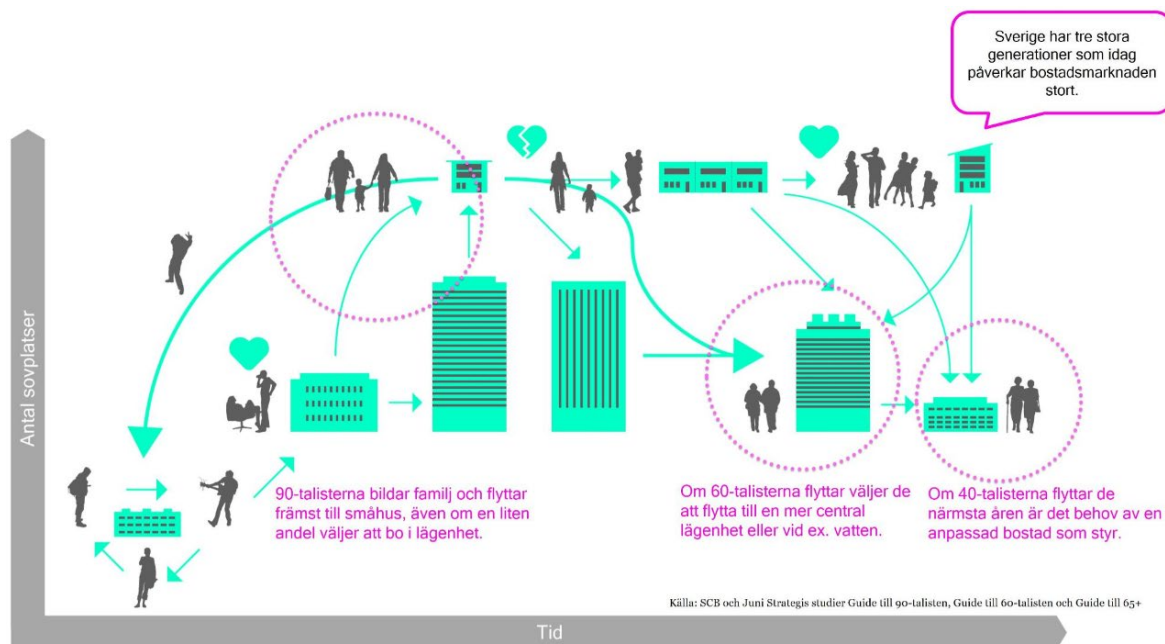 Sverige har tre stora
generationer som idag
påverkar bostadsmarknaden
stort.
Antal sovplatser
90-talisterna bildar familj och flyttar
främst till småhus, även om en liten
andel väljer att bo i lägenhet.
Om 60-talisterna flyttar väljer de
att flytta till en mer central
lägenhet eller vid ex. vatten.
Om 40-talisterna flyttar de
närmsta åren är det behov av en
anpassad bostad som styr.
Källa: SCB och Juni Strategis studier Guide till 90-talisten, Guide till 60-talisten och Guide till 65+
Tid